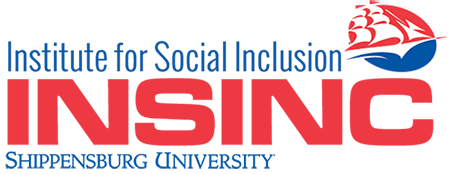 Institute for Social Inclusion
INSINC
SHIPPENSBURG UNIVERSITY